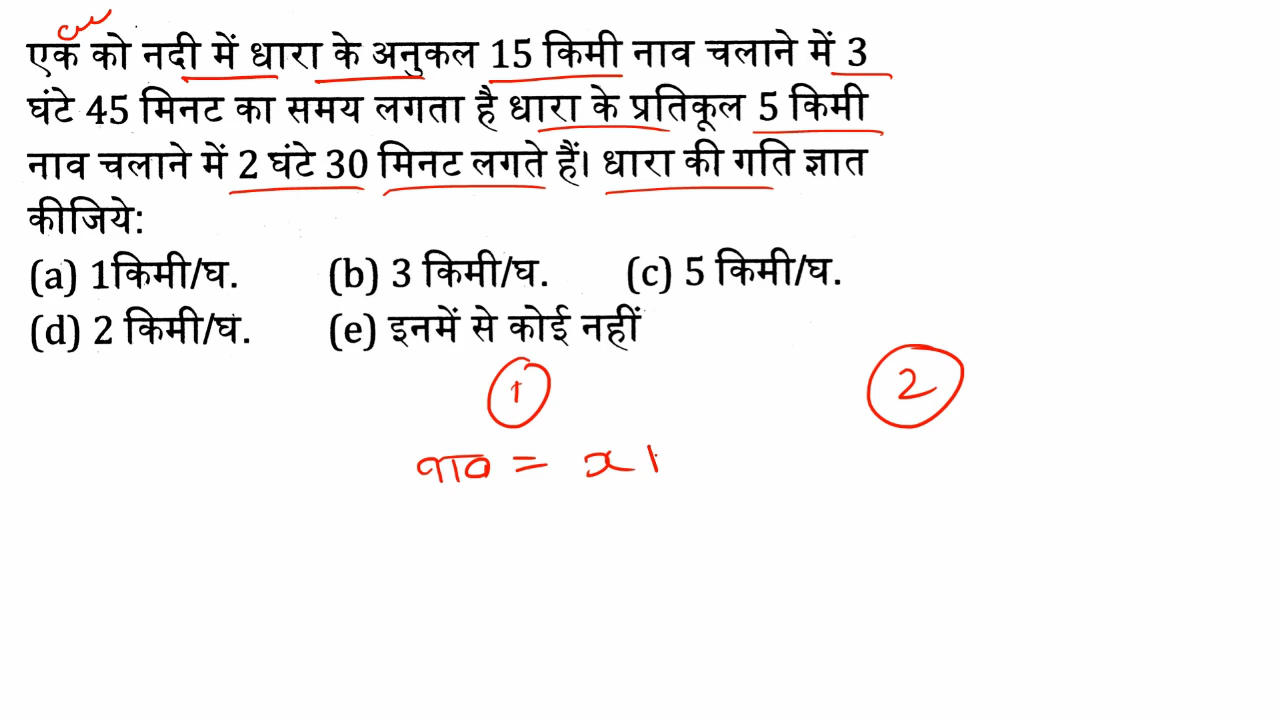 एक को नदी में धारा के अनुकल 15 किमी नाव चलाने में 3
घंटे 45 मिनट का समय लगता है धारा के प्रतिकूल 5 किमी
नाव चलाने में 2 घंटे 30 मिनट लगते हैं। धारा की गति ज्ञात
कीजिये:
(a) 1किमी/घ. (b) 3 किमी/घ. (c) 5 किमी/घ.
(d) 2 किमी/घ. (e) इनमें से कोई नहीं
1 2
नाव = x